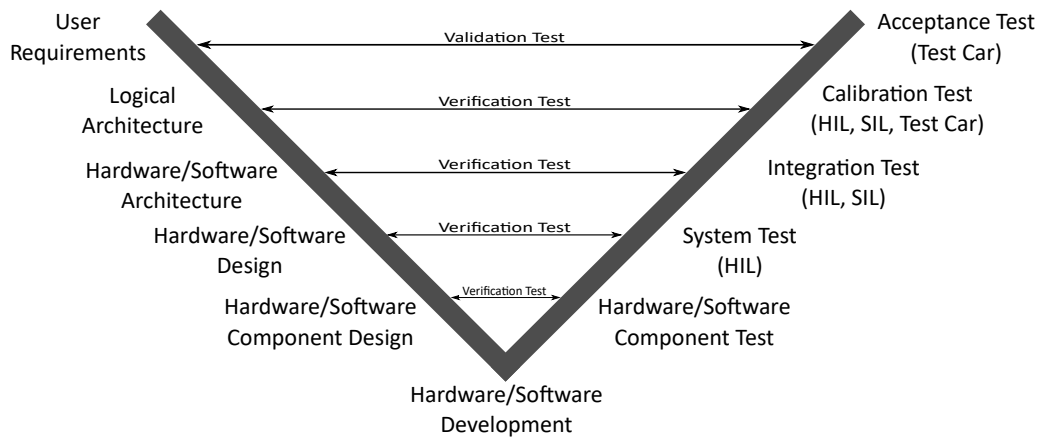 User
Requirements
Validation Test
Acceptance Test
(Test Car)
Logical
Architecture
Verification Test
Calibration Test
(HIL, SIL, Test Car)
Hardware/Software
Architecture
Verification Test
Integration Test
(HIL, SIL)
Hardware/Software
Design
Verification Test
System Test
(HIL)
Hardware/Software
Component Design
Verification Test
Hardware/Software
Component Test
Hardware/Software
Development